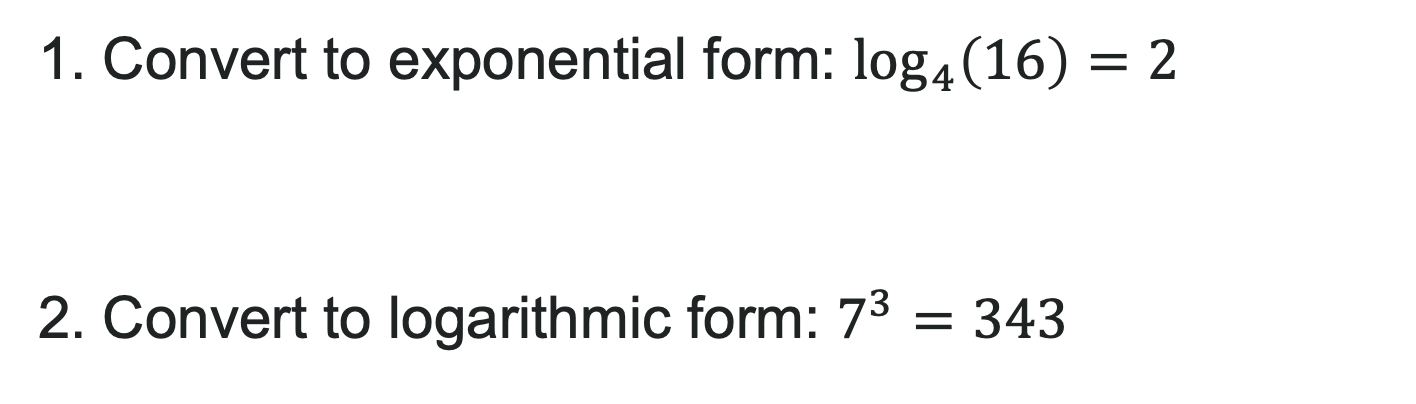 1. Convert to exponential form: log₄(16) = 2
2. Convert to logarithmic form: 7³ = 343